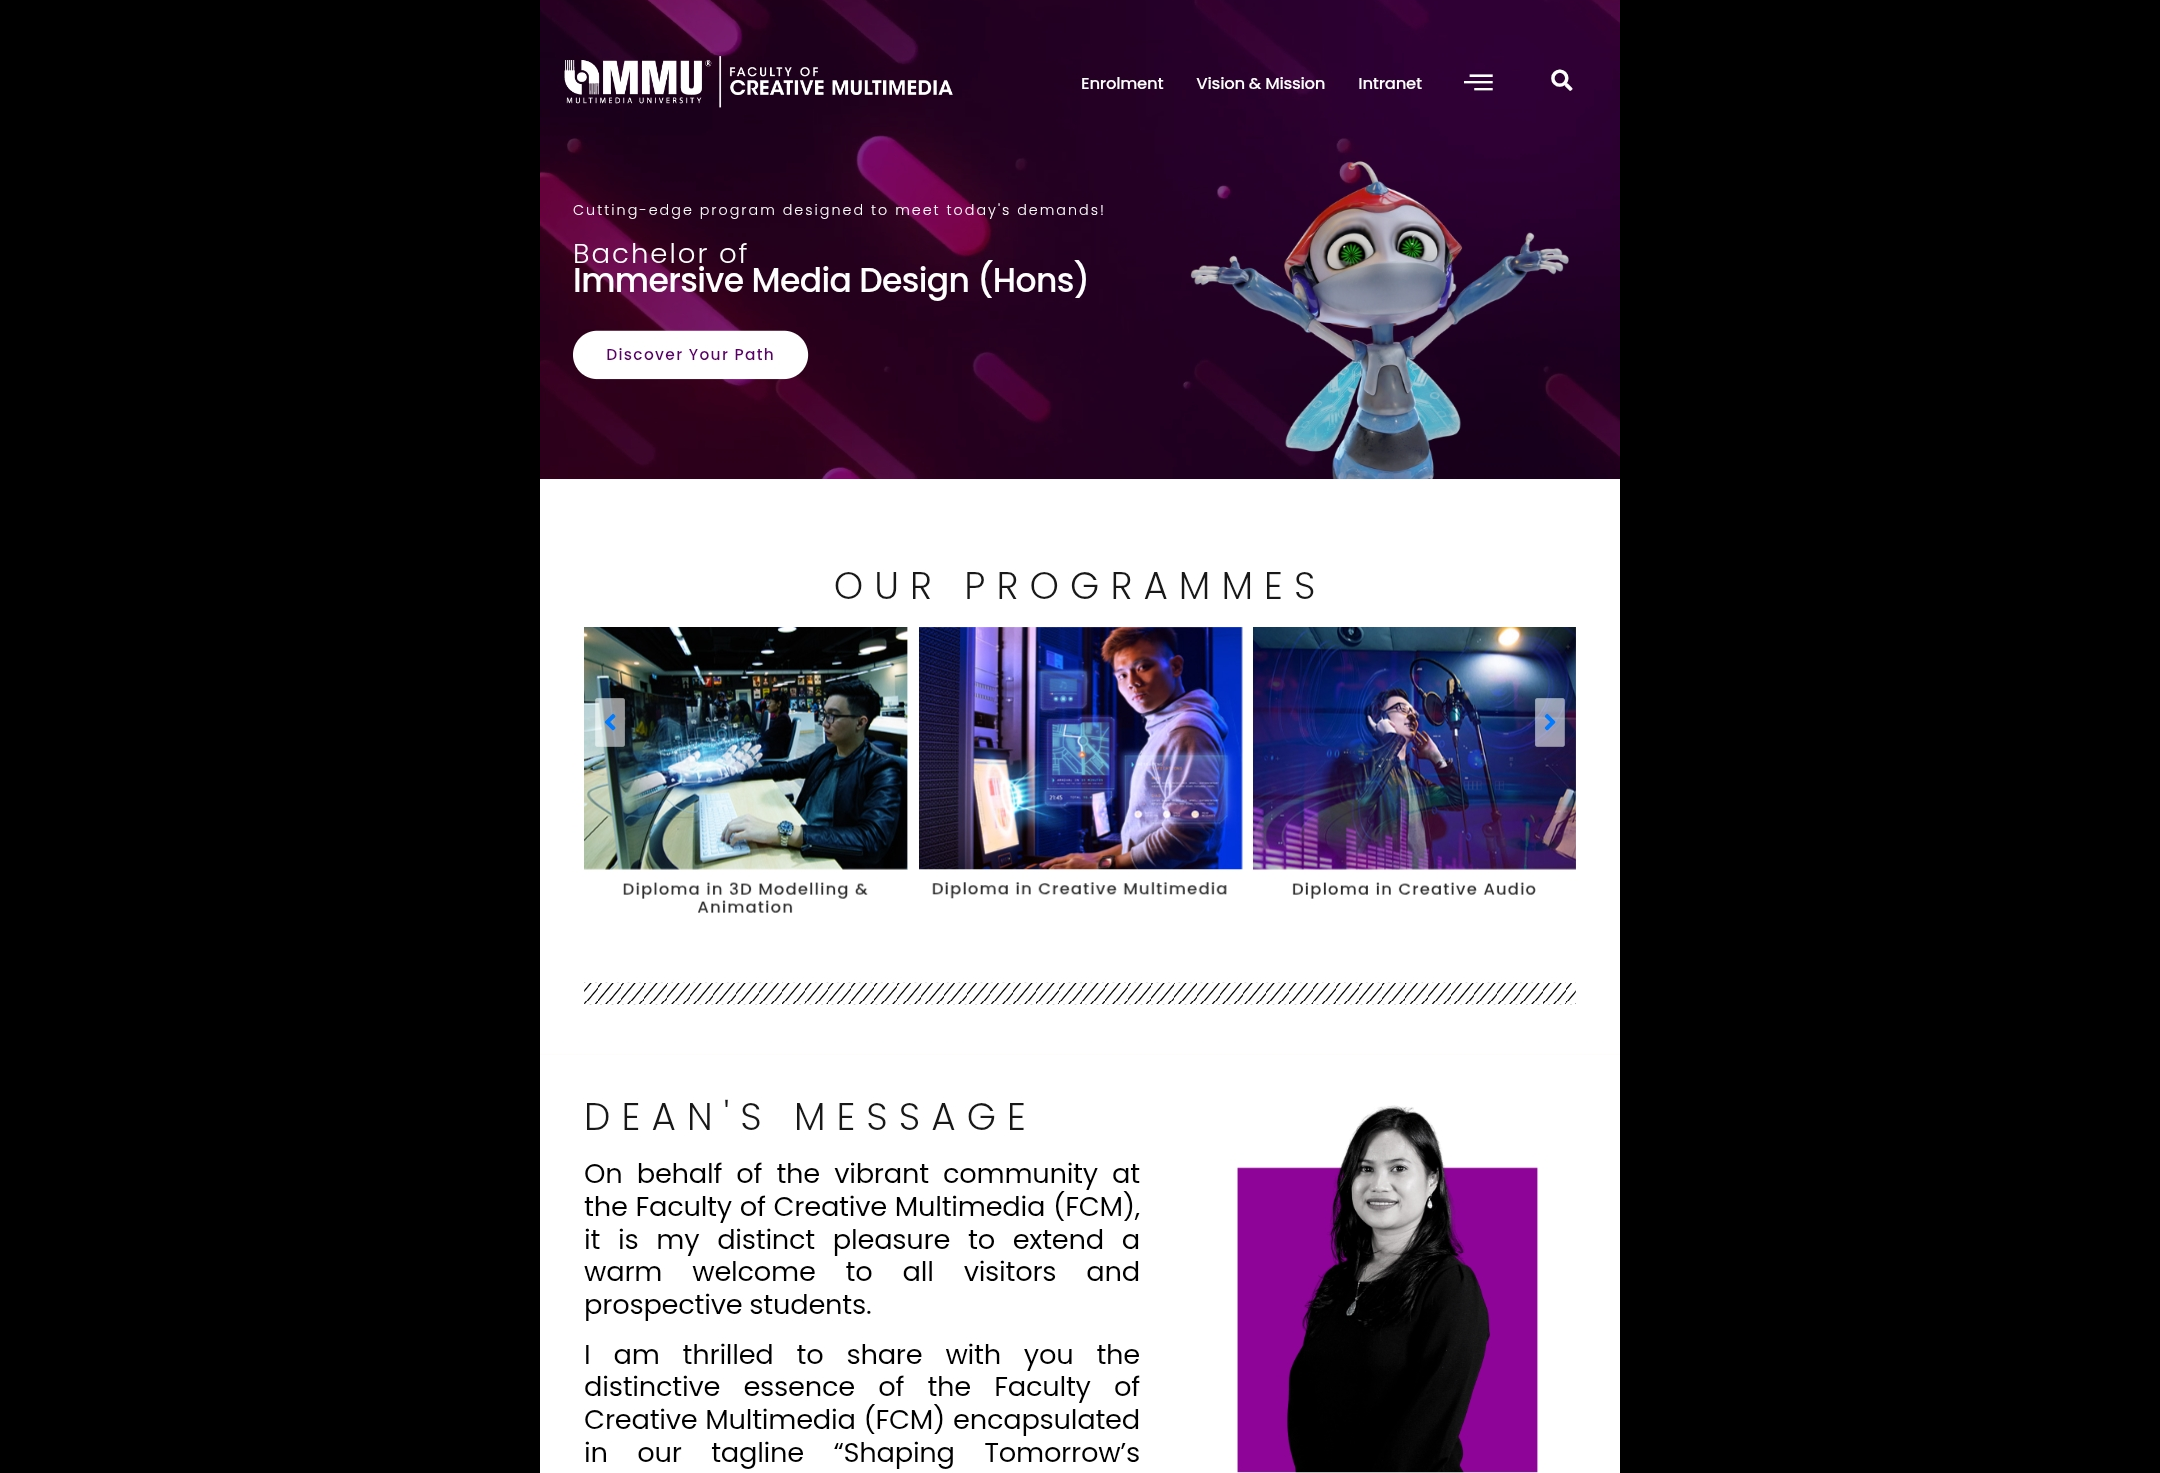 MMU®
MULTIMEDIA UNIVERSITY
FACULTY OF
CREATIVE MULTIMEDIA
Enrolment
Vision & Mission
Intranet
Cutting-edge program designed to meet today's demands!
Bachelor of
Immersive Media Design (Hons)
Discover Your Path
OUR PROGRAMMES
21:45
Diploma in 3D Modelling &
Animation
Diploma in Creative Multimedia
Diploma in Creative Audio
DEAN'S MESSAGE
On behalf of the vibrant community at
the Faculty of Creative Multimedia (FCM),
it is my distinct pleasure to extend a
warm welcome to all visitors and
prospective students.
I am thrilled to share with you the
distinctive essence of the Faculty of
Creative Multimedia (FCM) encapsulated
in our tagline “Shaping Tomorrow’s